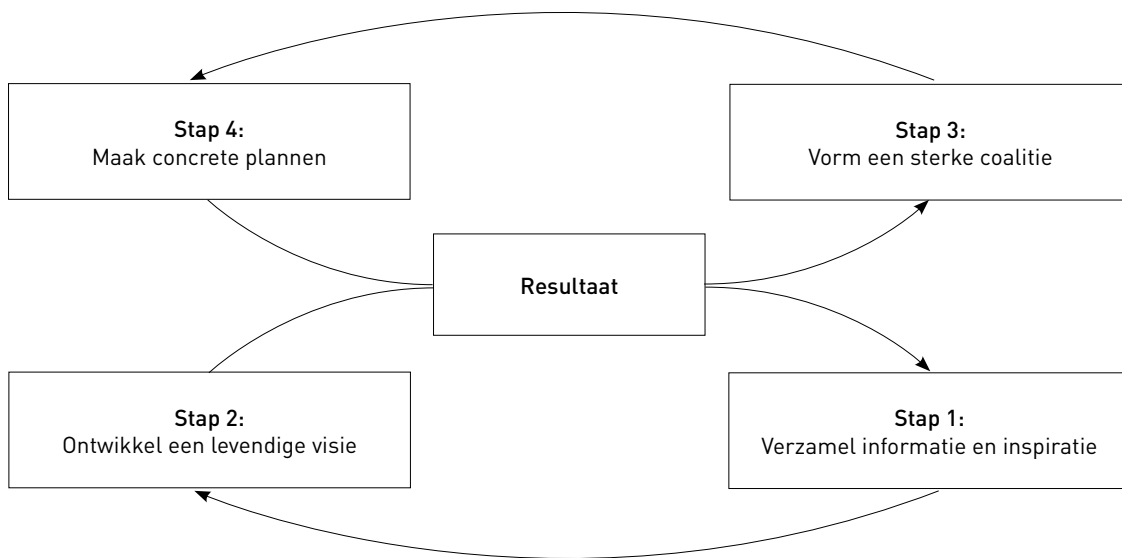 Stap 4:
Maak concrete plannen
Stap 3:
Vorm een sterke coalitie
Resultaat
Stap 2:
Ontwikkel een levendige visie
Stap 1:
Verzamel informatie en inspiratie